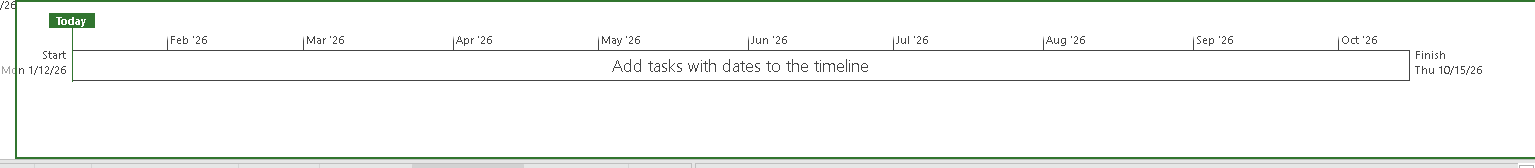 /26
Today
Feb '26 Mar '26 Apr '26 May '26 Jun '26 Jul '26 Aug '26 Sep '26 Oct '26
Start
Mon 1/12/26
Add tasks with dates to the timeline
Finish
Thu 10/15/26